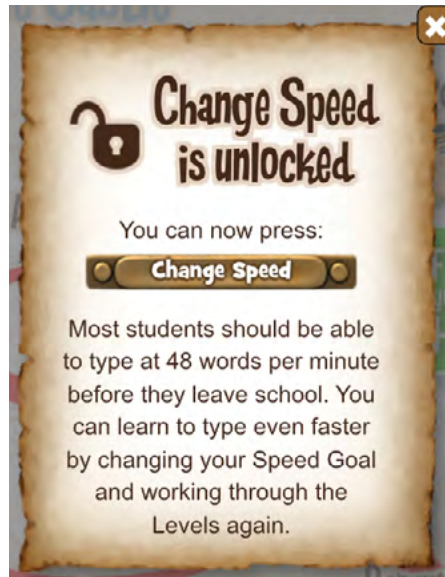 Change Speed
is unlocked
You can now press:
Change Speed
Most students should be able
to type at 48 words per minute
before they leave school. You
can learn to type even faster
by changing your Speed Goal
and working through the
Levels again.